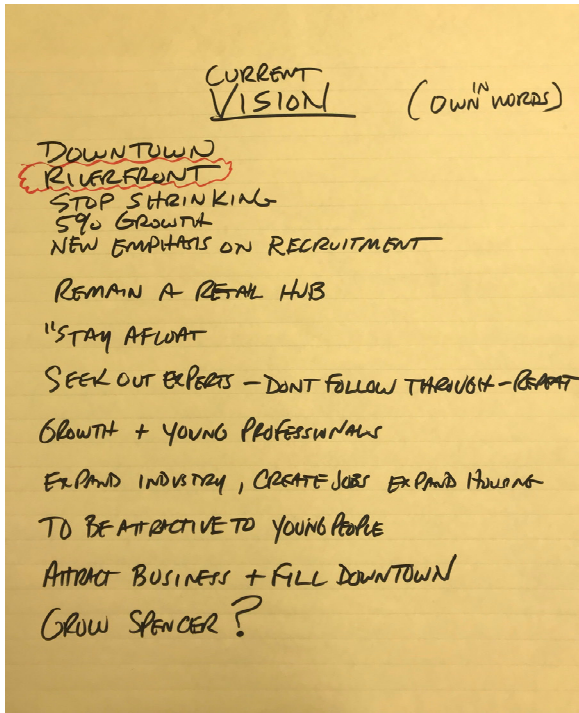 CURRENT
VISION (IN OWN WORDS)
DOWNTOWN
RIVERFRONT
STOP SHRINKING
5% GROWTH
NEW EMPHASIS ON RECRUITMENT
REMAIN A RETAIL HUB
"STAY AFLOAT
SEEK OUT EXPERTS - DONT FOLLOW THROUGH - REPEAT
GROWTH + YOUNG PROFESSIONALS
EXPAND INDUSTRY, CREATE JOBS EXPAND HOUSING
TO BE ATTRACTIVE TO YOUNG PEOPLE
ATTRACT BUSINESS + FILL DOWNTOWN
GROW SPENCER?